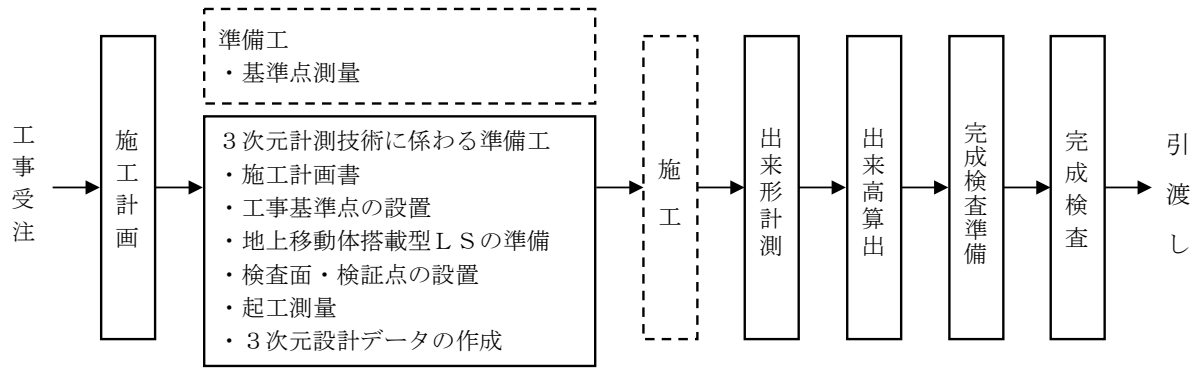 工事受注
施工計画
準備工
・基準点測量
３次元計測技術に係わる準備工
・施工計画書
・工事基準点の設置
・地上移動体搭載型ＬＳの準備
・検査面・検証点の設置
・起工測量
・３次元設計データの作成
施工
出来形計測
出来高算出
完成検査準備
完成検査
引渡し